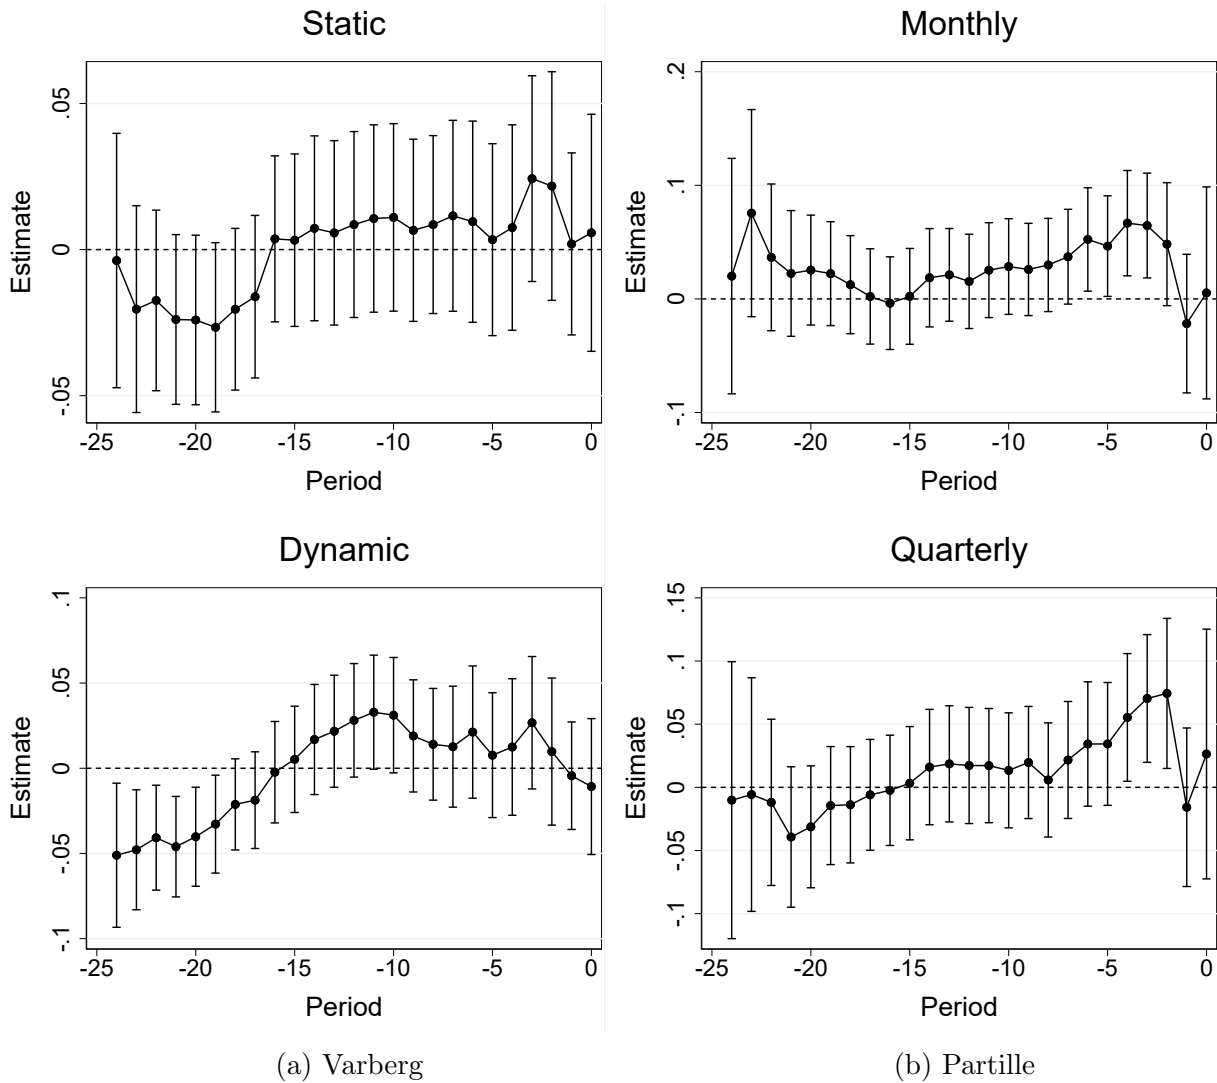 Static
Estimate
.05
0
-.05
-25 -20 -15 -10 -5 0
Period
Monthly
Estimate
.2
.1
0
-.1
-25 -20 -15 -10 -5 0
Period
Dynamic
Estimate
.1
.05
0
-.05
-.1
-25 -20 -15 -10 -5 0
Period
Quarterly
Estimate
.15
.1
.05
0
-.05
-.1
-25 -20 -15 -10 -5 0
Period
(a) Varberg
(b) Partille